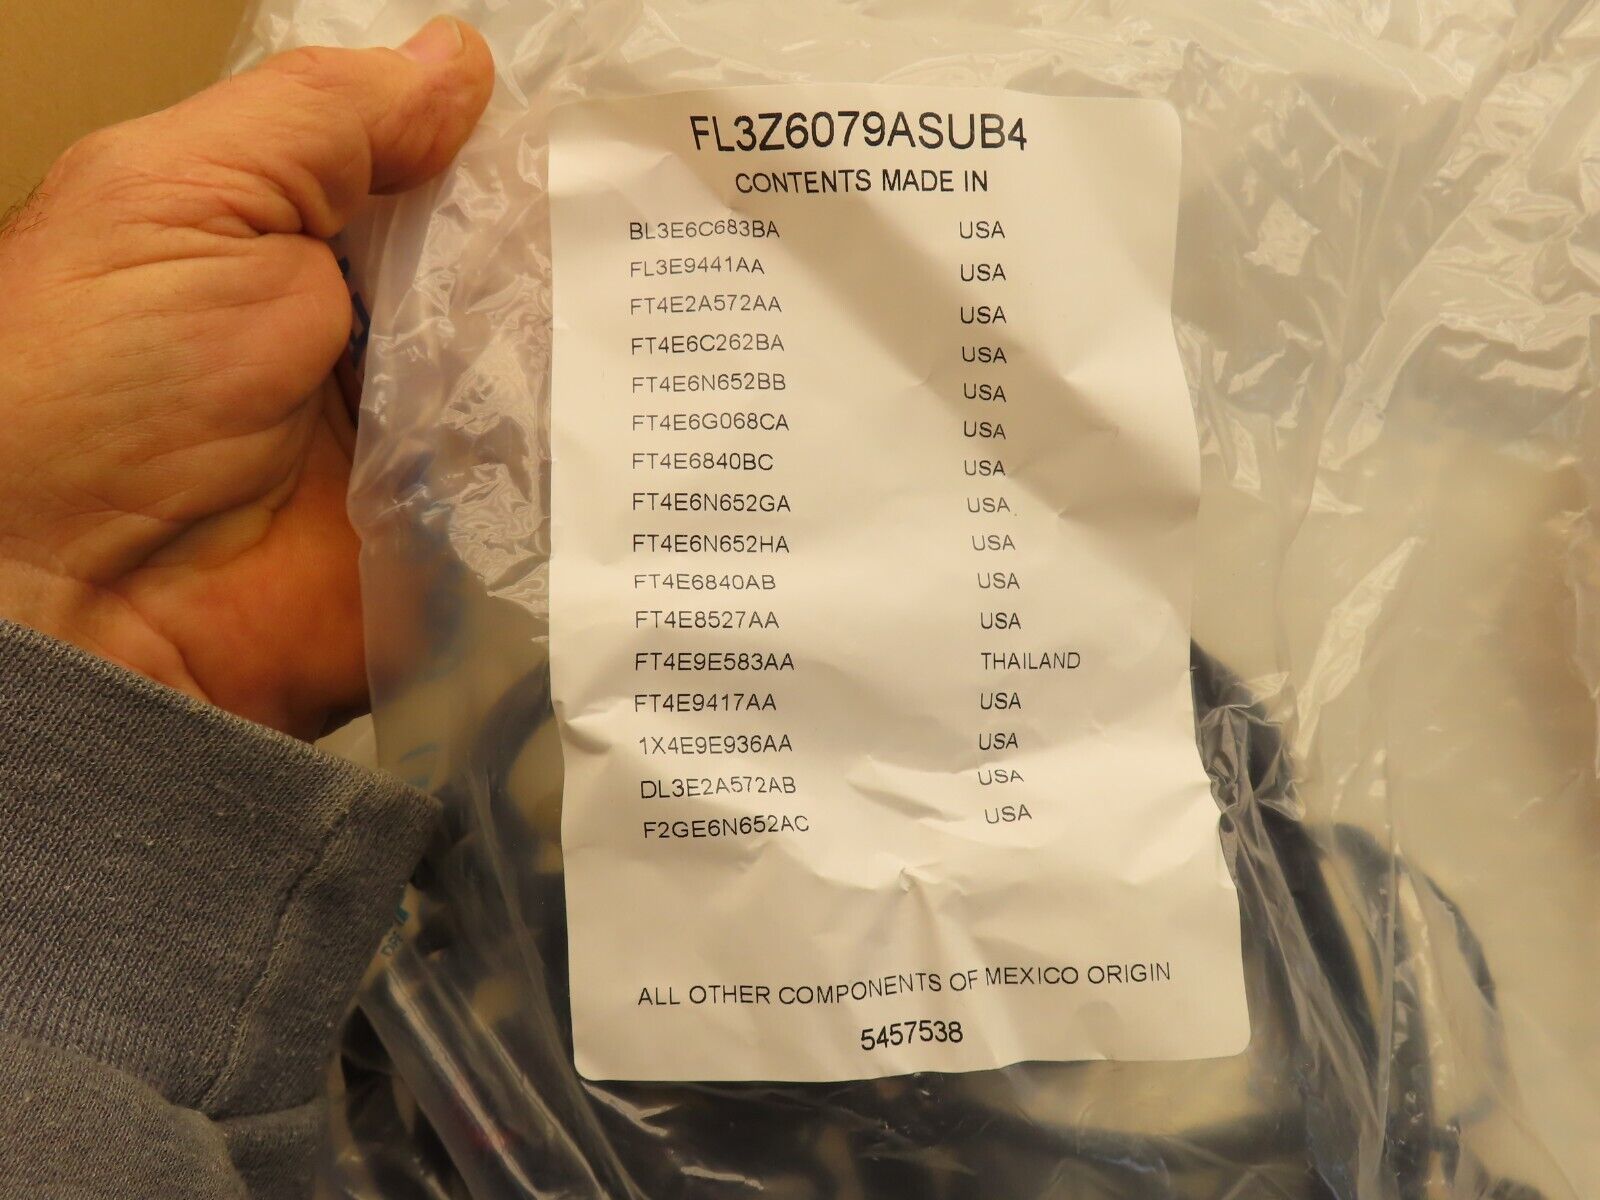 FL3Z6079ASUB4
CONTENTS MADE IN
BL3E6C683BA USA
FL3E9441AA USA
FT4E2A572AA USA
FT4E6C262BA USA
FT4E6N652BB USA
FT4E6G068CA USA
FT4E6840BC USA
FT4E6N652GA USA
FT4E6N652HA USA
FT4E6840AB USA
FT4E8527AA USA
FT4E9E583AA THAILAND
FT4E9417AA USA
1X4E9E936AA USA
DL3E2A572AB USA
F2GE6N652AC USA
ALL OTHER COMPONENTS OF MEXICO ORIGIN
5457538